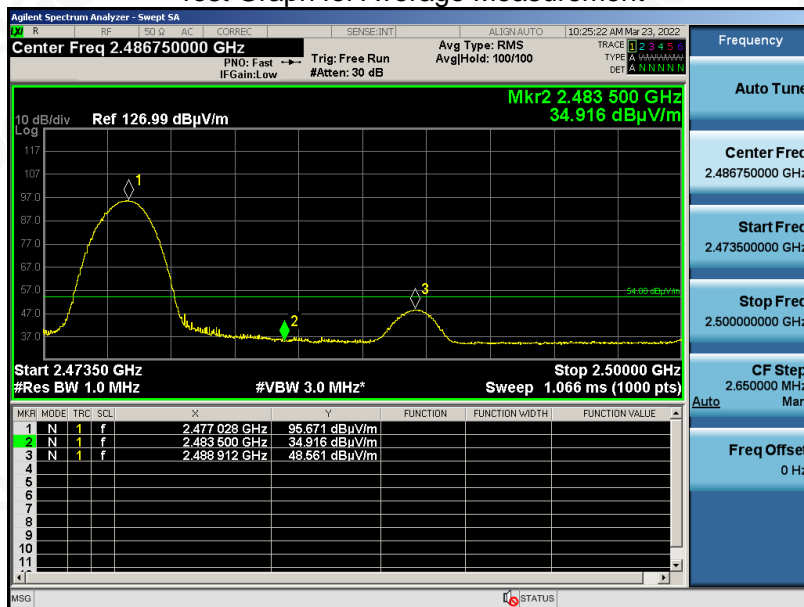 Test Graph for Average Measurement
Agilent Spectrum Analyzer - Swept SA
LXI R RF 50 Ω AC CORREC SENSE:INT ALIGN AUTO 10:25:22 AM Mar 23, 2022
Center Freq 2.486750000 GHz
PNO: Fast
IFGain:Low
Trig: Free Run
#Atten: 30 dB
Avg Type: RMS
Avg|Hold: 100/100
TRACE 1 2 3 4 5 6
TYPE A WWWWW
DET A N N N N N
Mkr2 2.483 500 GHz
34.916 dBµV/m
10 dB/div Ref 126.99 dBµV/m
Log
117
107
97.0
87.0
77.0
67.0
57.0
47.0
37.0
1
2
3
54.00 dBµV/m
Start 2.47350 GHz Stop 2.50000 GHz
#Res BW 1.0 MHz #VBW 3.0 MHz* Sweep 1.066 ms (1000 pts)
MKR MODE TRC SCL X Y FUNCTION FUNCTION WIDTH FUNCTION VALUE
1 N 1 f 2.477 028 GHz 95.671 dBµV/m
2 N 1 f 2.483 500 GHz 34.916 dBµV/m
3 N 1 f 2.488 912 GHz 48.561 dBµV/m
4
5
6
7
8
9
10
11
MSG STATUS
Frequency
Auto Tune
Center Freq
2.486750000 GHz
Start Freq
2.473500000 GHz
Stop Freq
2.500000000 GHz
CF Step
2.650000 MHz
Auto Man
Freq Offset
0 Hz